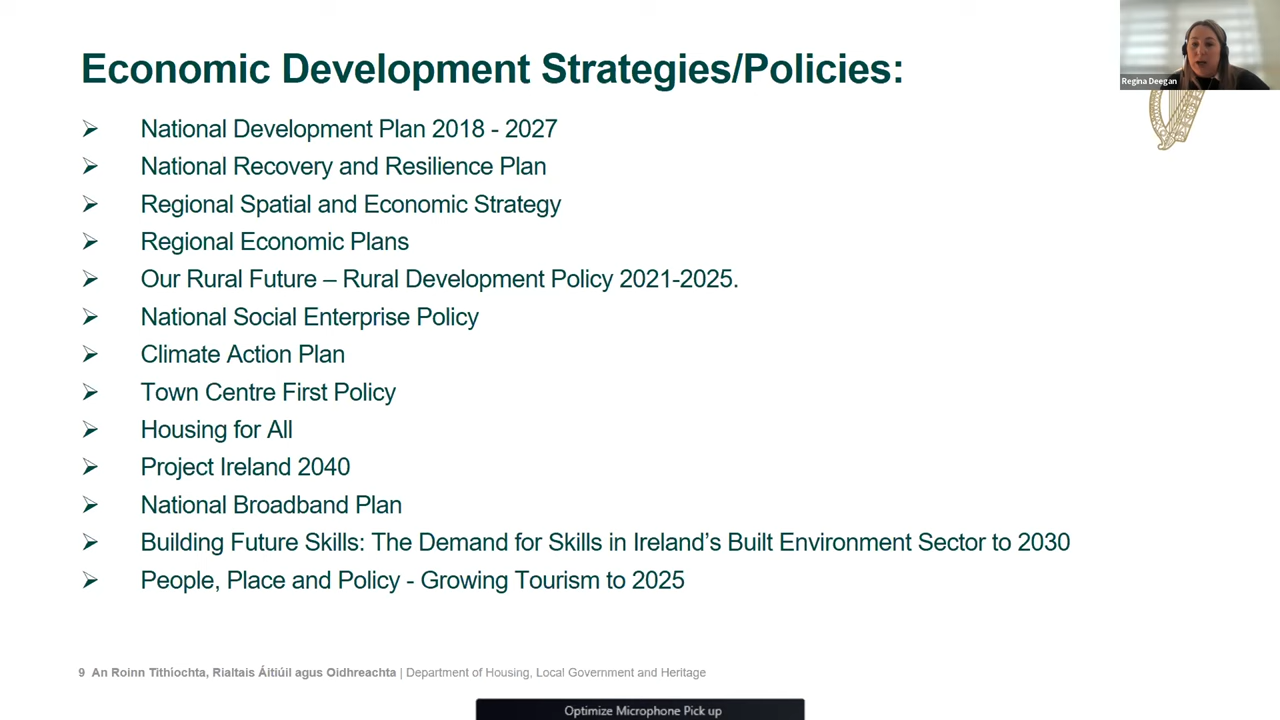 Economic Development Strategies/Policies:
Regina Deegan
National Development Plan 2018 - 2027
National Recovery and Resilience Plan
Regional Spatial and Economic Strategy
Regional Economic Plans
Our Rural Future – Rural Development Policy 2021-2025.
National Social Enterprise Policy
Climate Action Plan
Town Centre First Policy
Housing for All
Project Ireland 2040
National Broadband Plan
Building Future Skills: The Demand for Skills in Ireland’s Built Environment Sector to 2030
People, Place and Policy - Growing Tourism to 2025
9 An Roinn Tithíochta, Rialtais Áitiúil agus Oidhreachta | Department of Housing, Local Government and Heritage
Optimize Microphone Pick up